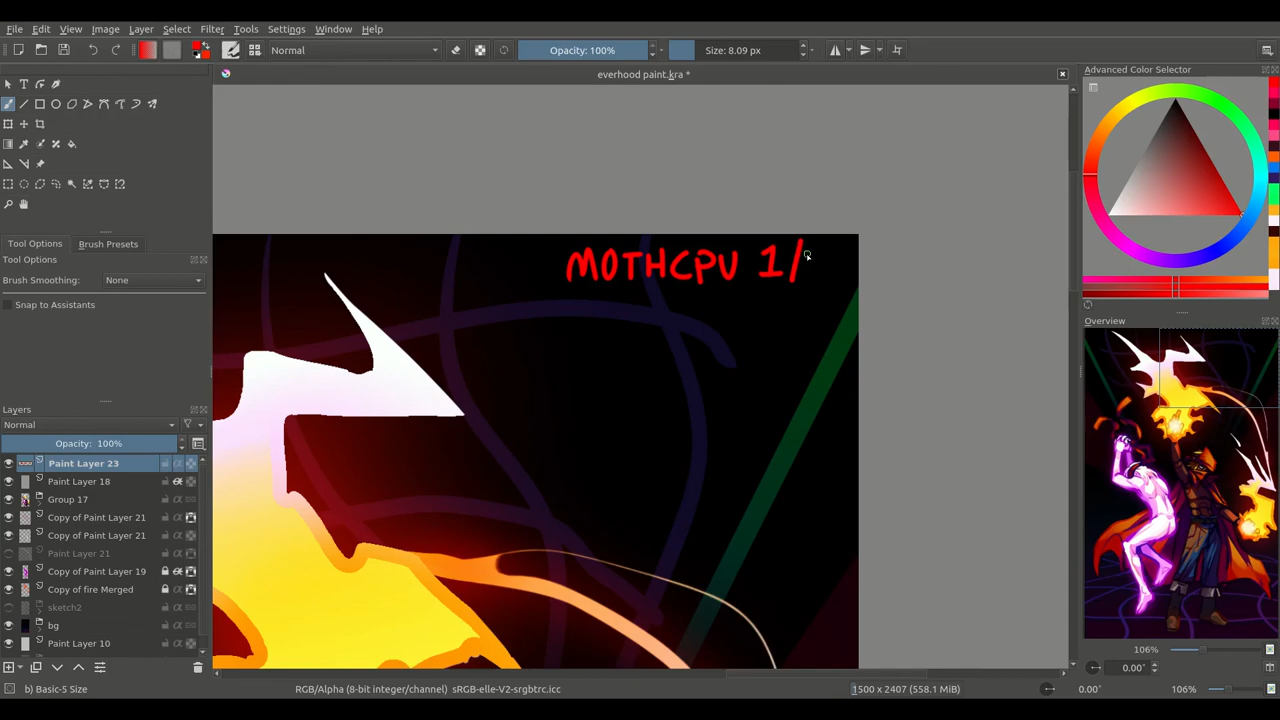 File Edit View Image Layer Select Filter Tools Settings Window Help
Normal Opacity: 100% Size: 8.09 px
everhood paint.kra *
Advanced Color Selector
MOTHCPU 1/
Tool Options Brush Presets
Tool Options
Brush Smoothing: None
Snap to Assistants
Overview
Layers
Normal
Opacity: 100%
Paint Layer 23
Paint Layer 18
Group 17
Copy of Paint Layer 21
Copy of Paint Layer 21
Paint Layer 21
Copy of Paint Layer 19
Copy of fire Merged
sketch2
bg
Paint Layer 10
106%
0.00°
b) Basic-5 Size RGB/Alpha (8-bit integer/channel) sRGB-elle-V2-srgbtrc.icc 1500 x 2407 (558.1 MiB) 0.00° 106%